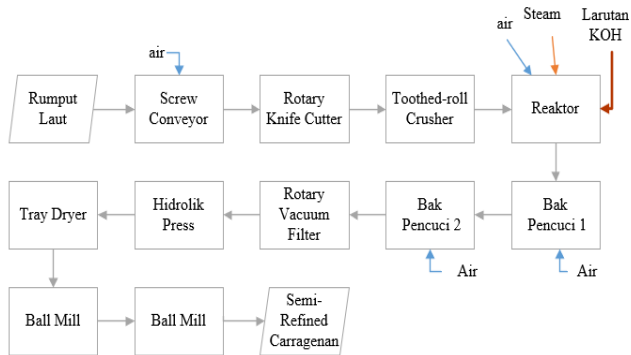 air
Steam
Larutan
KOH
air
Rumput
Laut
Screw
Conveyor
Rotary
Knife Cutter
Toothed-roll
Crusher
Reaktor
Tray Dryer
Hidrolik
Press
Rotary
Vacuum
Filter
Bak
Pencuci 2
Bak
Pencuci 1
Air
Air
Ball Mill
Ball Mill
Semi-
Refined
Carragenan